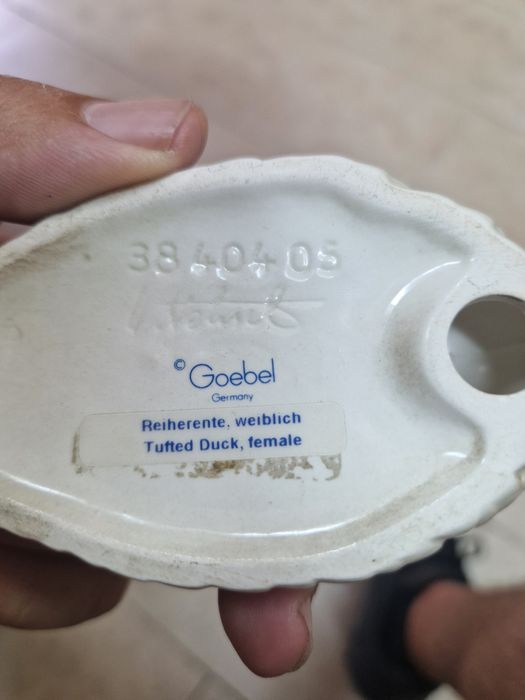 38 404 05
© Goebel
Germany
Reiherente, weiblich
Tufted Duck, female